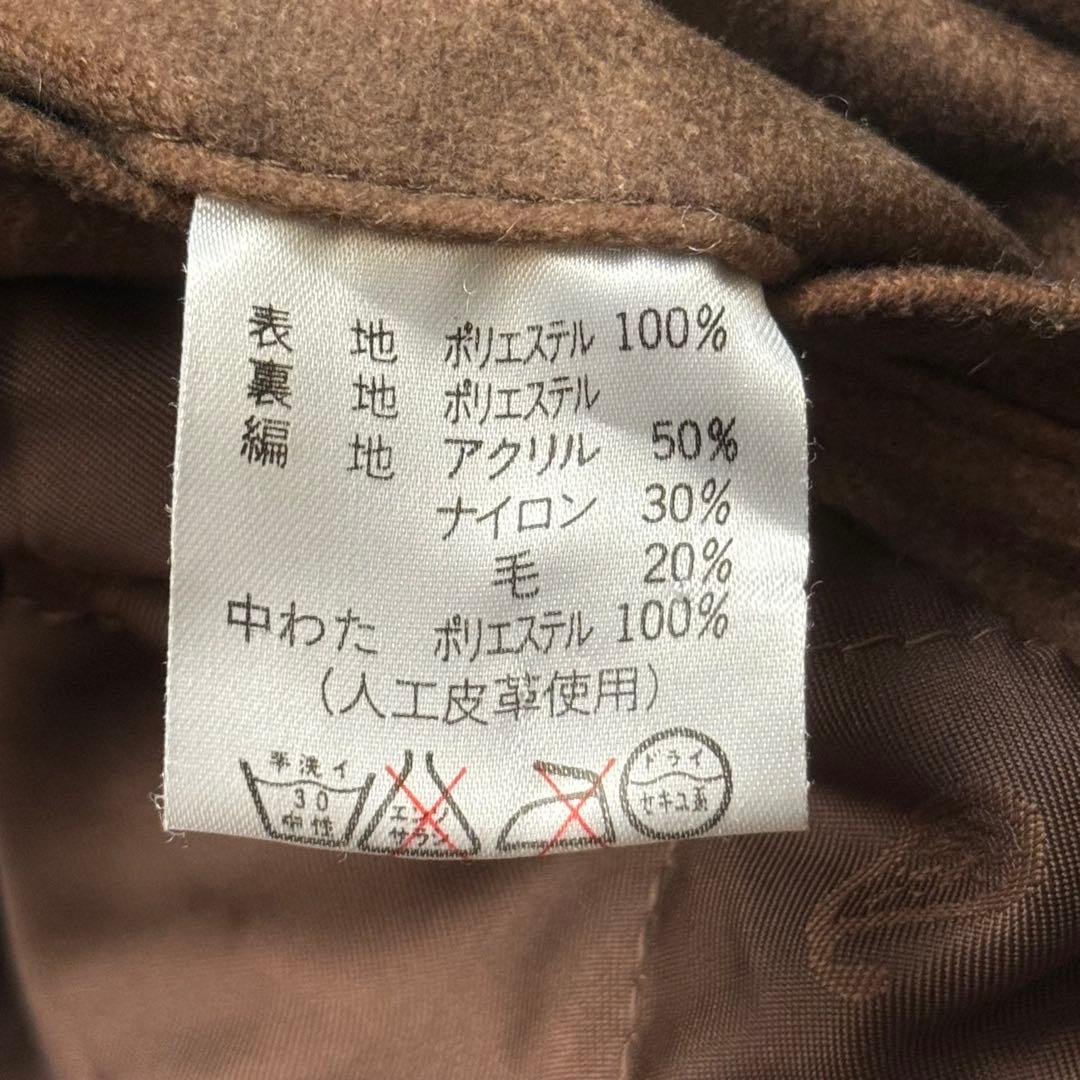 表 地 ポリエステル 100%
裏 地 ポリエステル
編 地 アクリル 50%
ナイロン 30%
毛 20%
中わた ポリエステル 100%
(人工皮革使用)
手洗イ
30
中性
エンソ
サラシ
ドライ
セキユ系